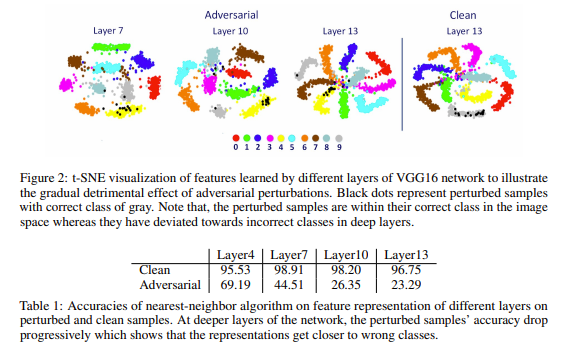 Adversarial
Clean
Layer 7
Layer 10
Layer 13
Layer 13
0 1 2 3 4 5 6 7 8 9
Figure 2: t-SNE visualization of features learned by different layers of VGG16 network to illustrate
the gradual detrimental effect of adversarial perturbations. Black dots represent perturbed samples
with correct class of gray. Note that, the perturbed samples are within their correct class in the image
space whereas they have deviated towards incorrect classes in deep layers.
Layer4 Layer7 Layer10 Layer13
Clean 95.53 98.91 98.20 96.75
Adversarial 69.19 44.51 26.35 23.29
Table 1: Accuracies of nearest-neighbor algorithm on feature representation of different layers on
perturbed and clean samples. At deeper layers of the network, the perturbed samples' accuracy drop
progressively which shows that the representations get closer to wrong classes.